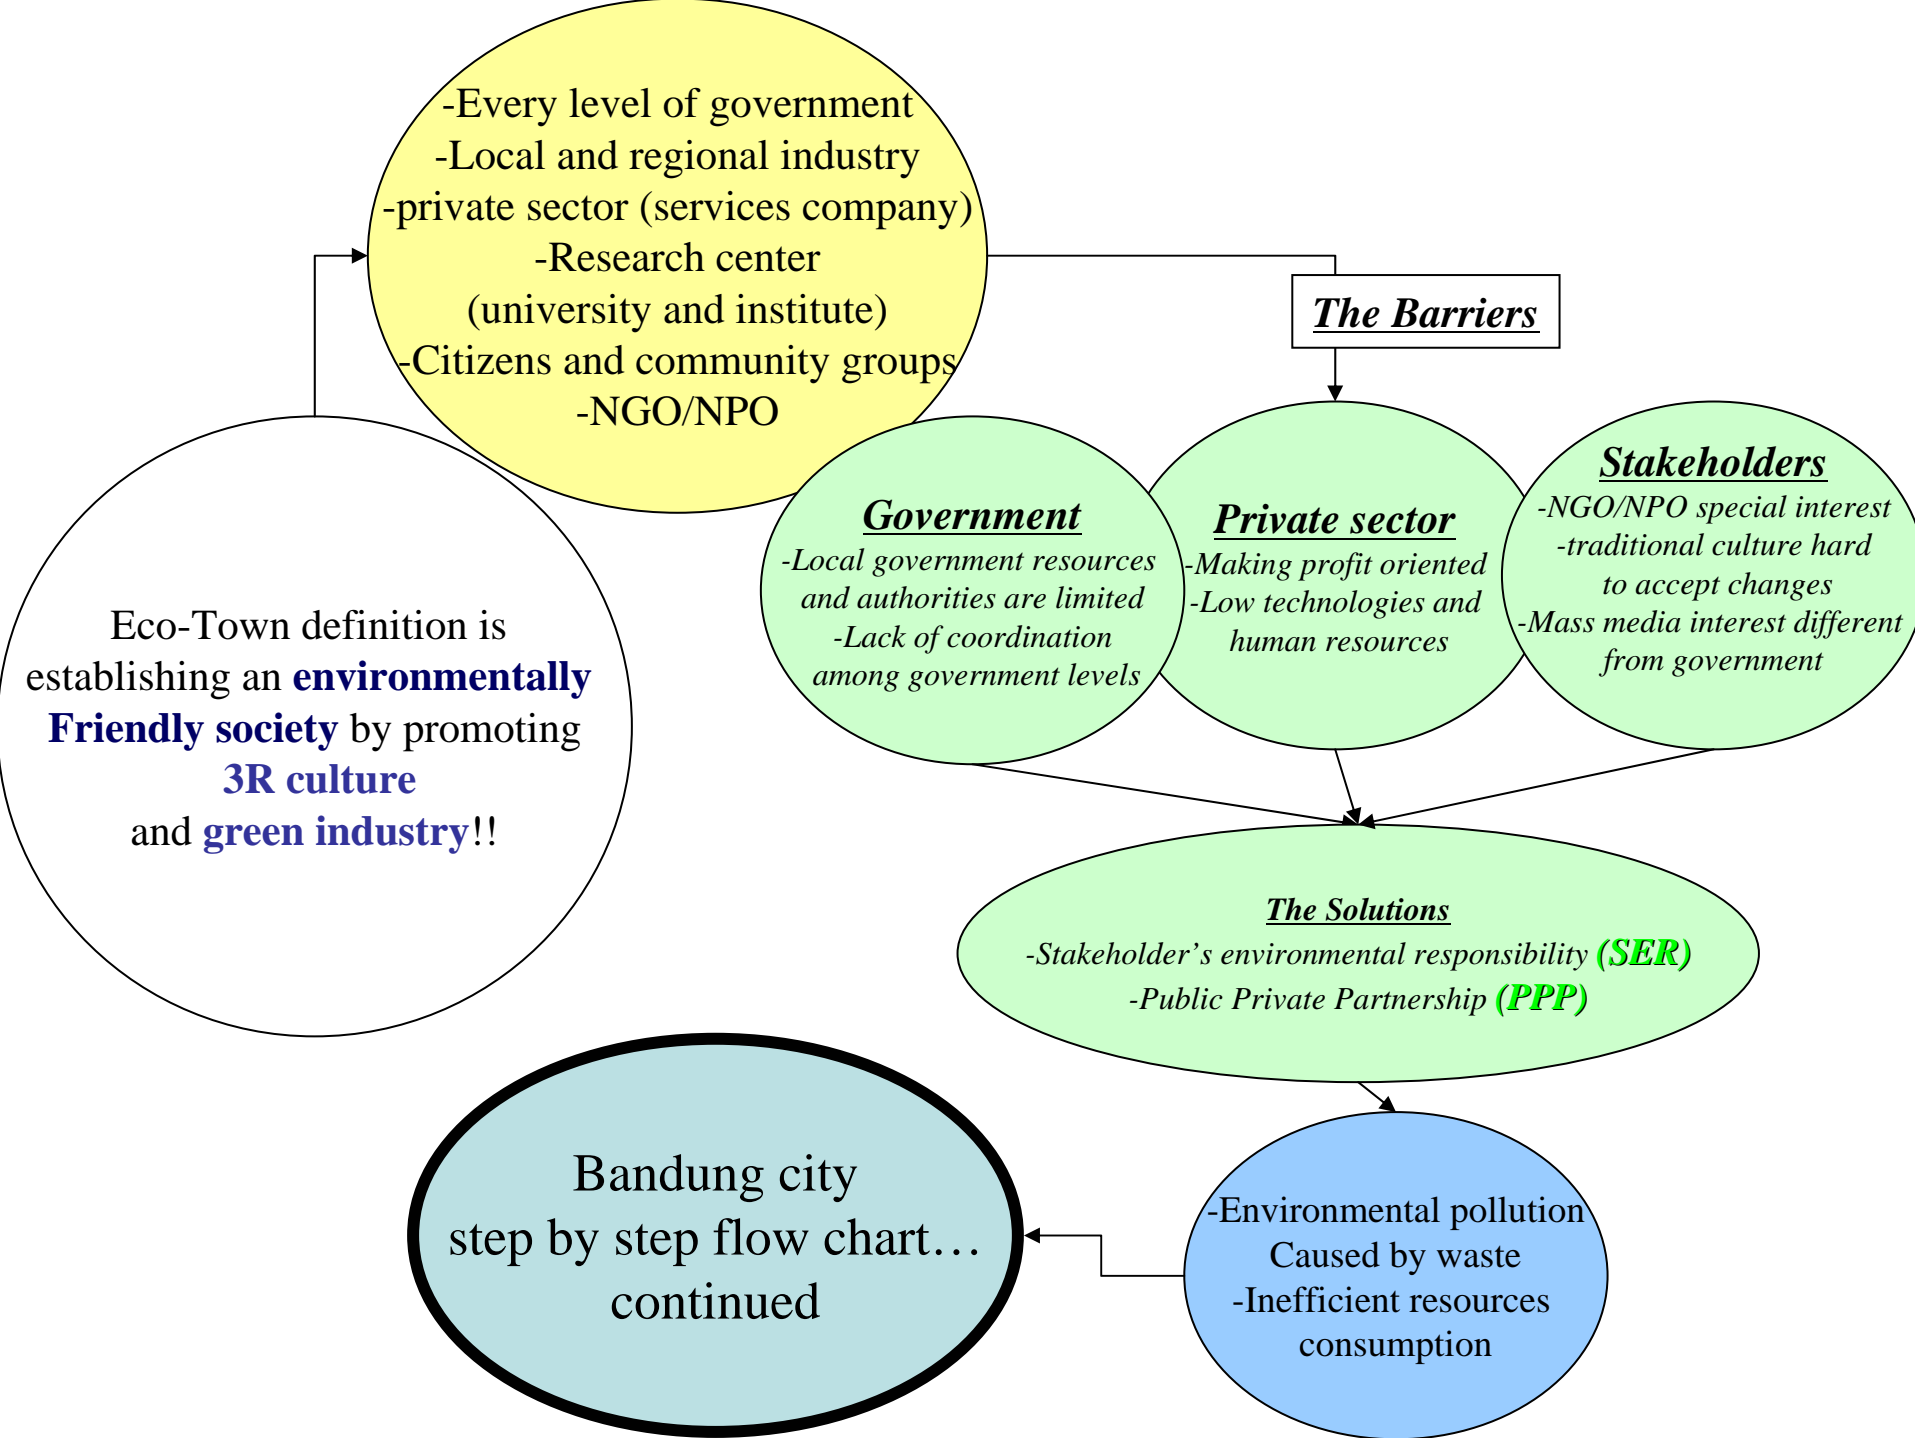 -Every level of government
-Local and regional industry
-private sector (services company)
-Research center
(university and institute)
-Citizens and community groups
-NGO/NPO
The Barriers
Eco-Town definition is
establishing an environmentally
Friendly society by promoting
3R culture
and green industry!!
Government
-Local government resources
and authorities are limited
-Lack of coordination
among government levels
Private sector
-Making profit oriented
-Low technologies and
human resources
Stakeholders
-NGO/NPO special interest
-traditional culture hard
to accept changes
-Mass media interest different
from government
The Solutions
-Stakeholder’s environmental responsibility (SER)
-Public Private Partnership (PPP)
-Environmental pollution
Caused by waste
-Inefficient resources
consumption
Bandung city
step by step flow chart…
continued